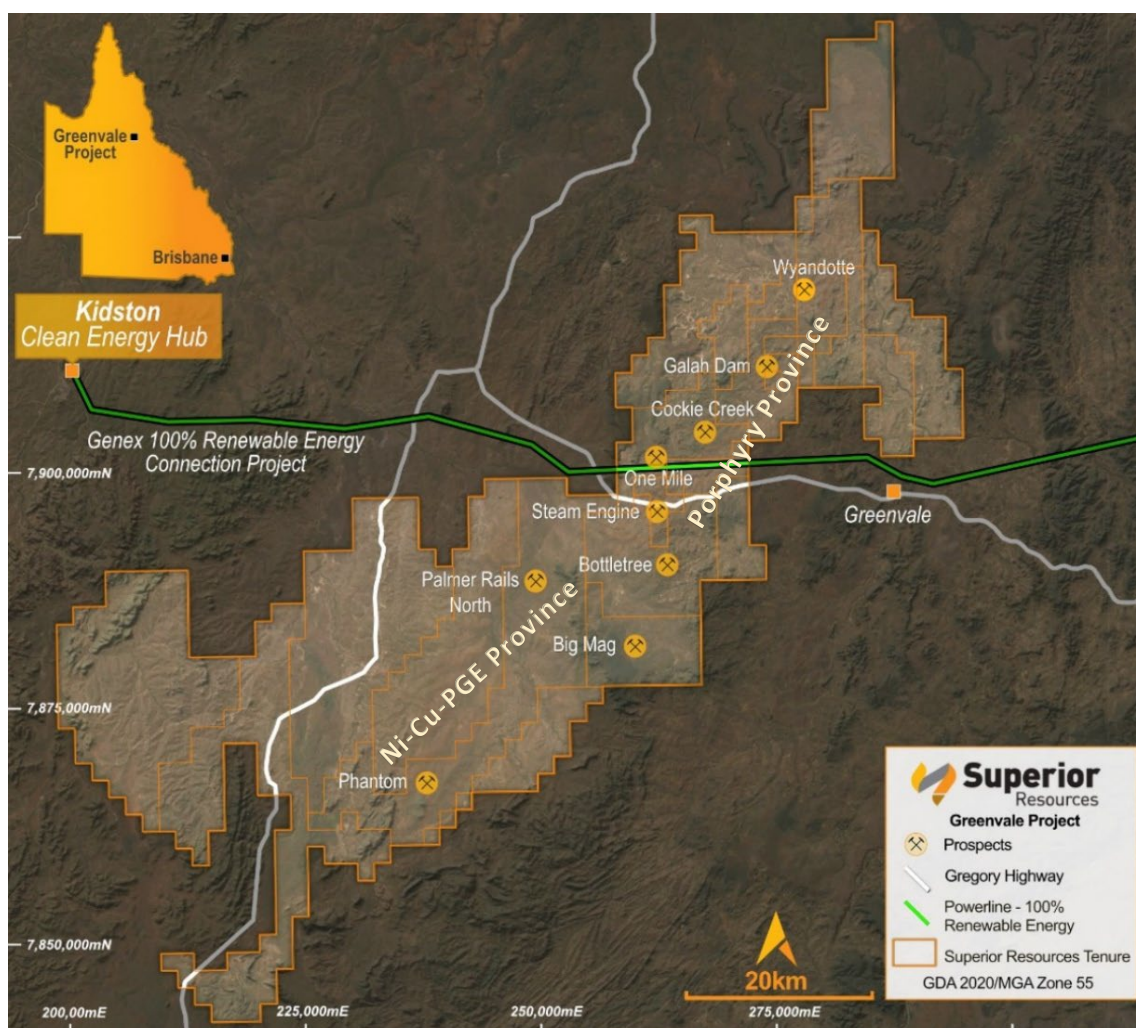 Greenvale
Project
Brisbane
Kidston
Clean Energy Hub
Genex 100% Renewable Energy
Connection Project
Wyandotte
Galah Dam
Cockie Creek
One Mile
Steam Engine
Bottletree
Palmer Rails
North
Big Mag
Phantom
Greenvale
Porphyry Province
Ni-Cu-PGE Province
7,900,000mN
7,875,000mN
7,850,000mN
200,00mE
225,000mE
250,000mE
275,000mE
20km
Superior
Resources
Greenvale Project
Prospects
Gregory Highway
Powerline - 100%
Renewable Energy
Superior Resources Tenure
GDA 2020/MGA Zone 55